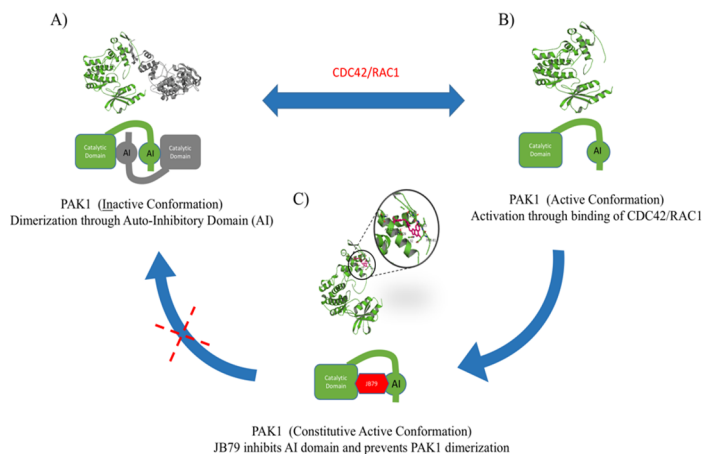 A)
B)
CDC42/RAC1
Catalytic
Domain
AI
AI
Catalytic
Domain
Catalytic
Domain
AI
PAK1 (Inactive Conformation)
Dimerization through Auto-Inhibitory Domain (AI)
PAK1 (Active Conformation)
Activation through binding of CDC42/RAC1
C)
Catalytic
Domain
JB79
AI
PAK1 (Constitutive Active Conformation)
JB79 inhibits AI domain and prevents PAK1 dimerization